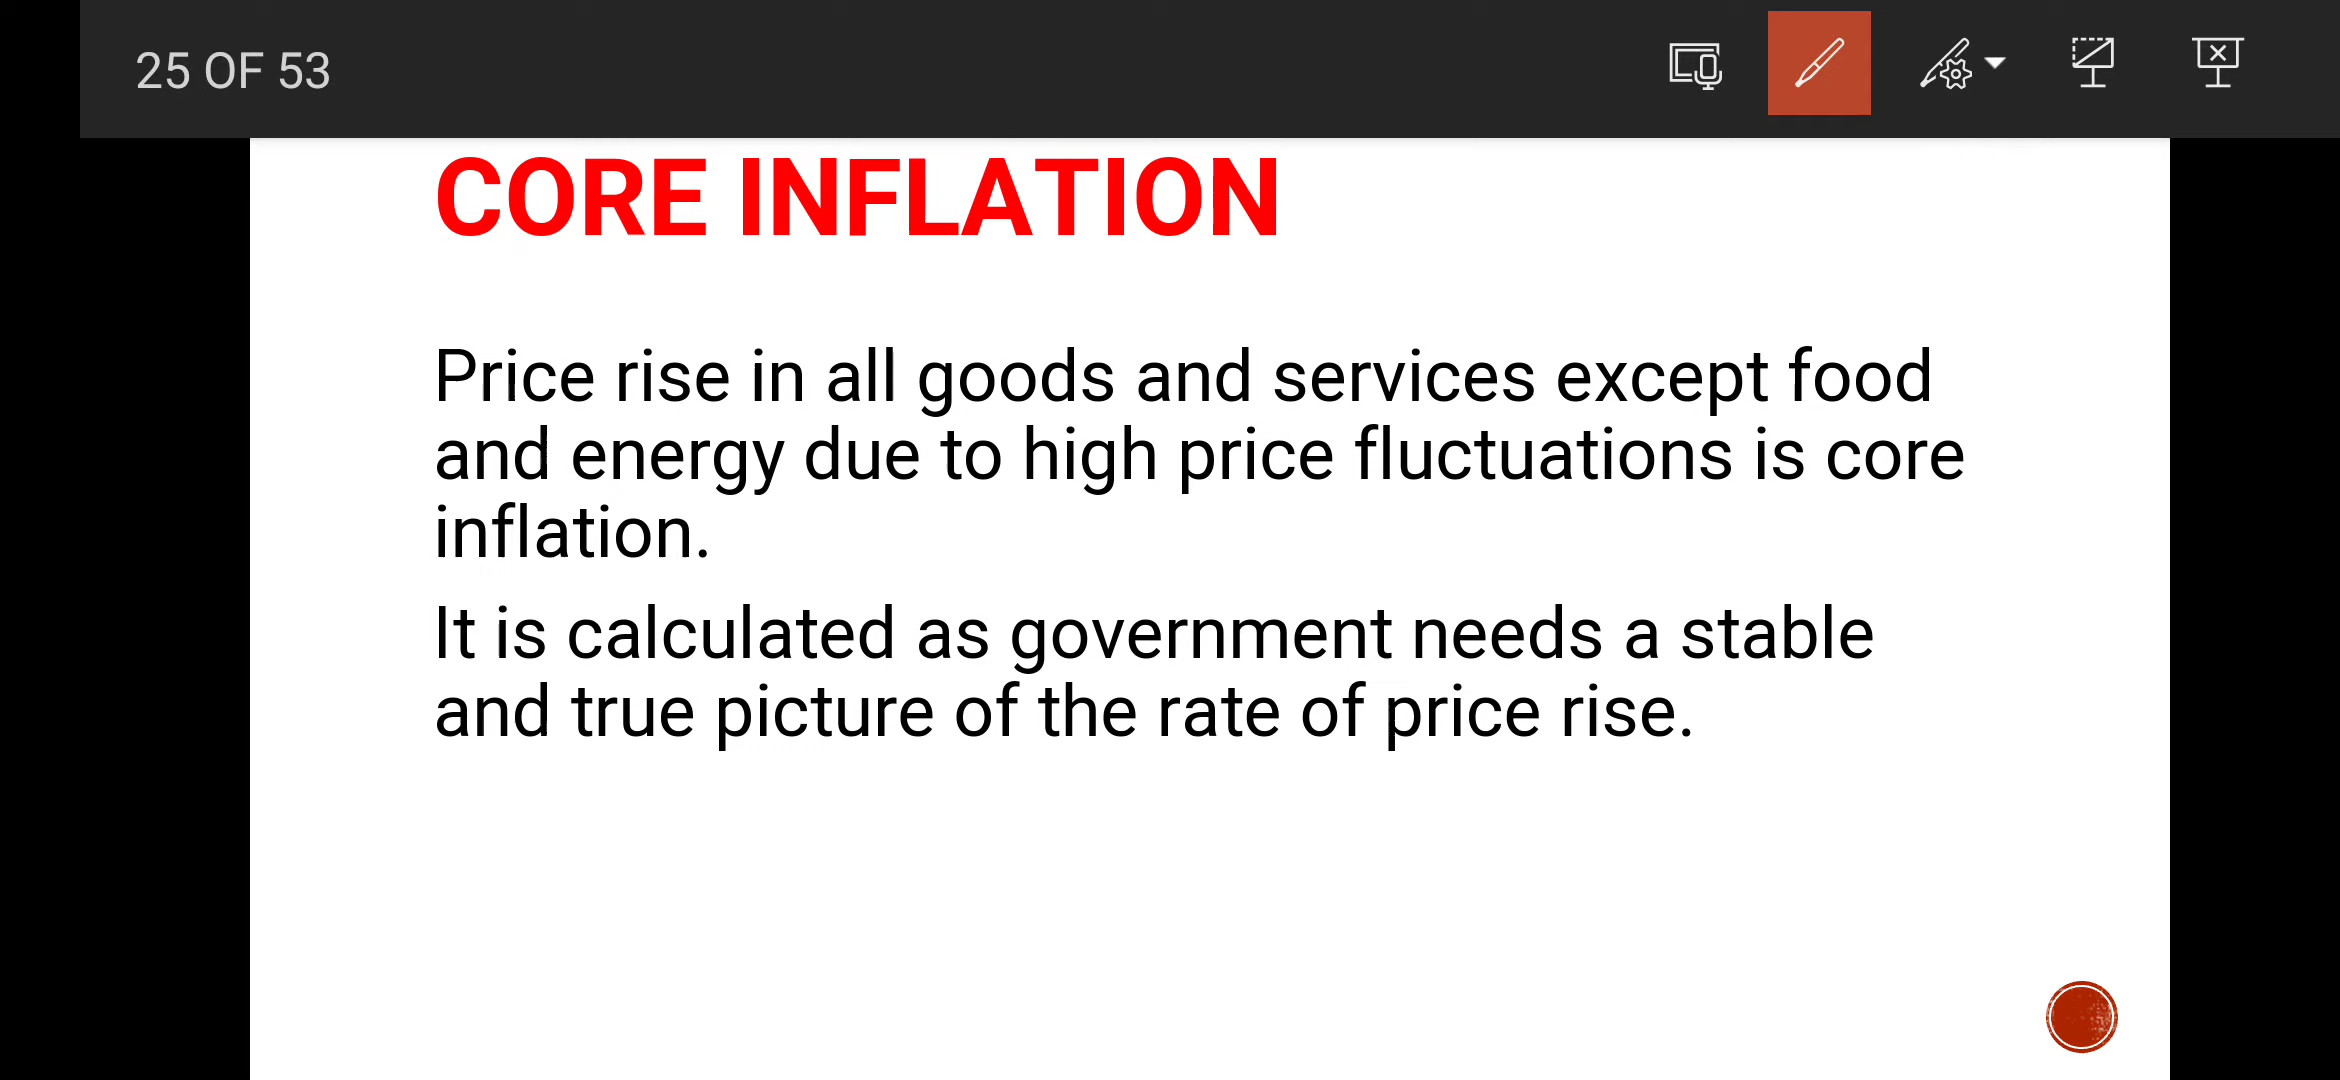 25 OF 53
CORE INFLATION
Price rise in all goods and services except food
and energy due to high price fluctuations is core
inflation.
It is calculated as government needs a stable
and true picture of the rate of price rise.